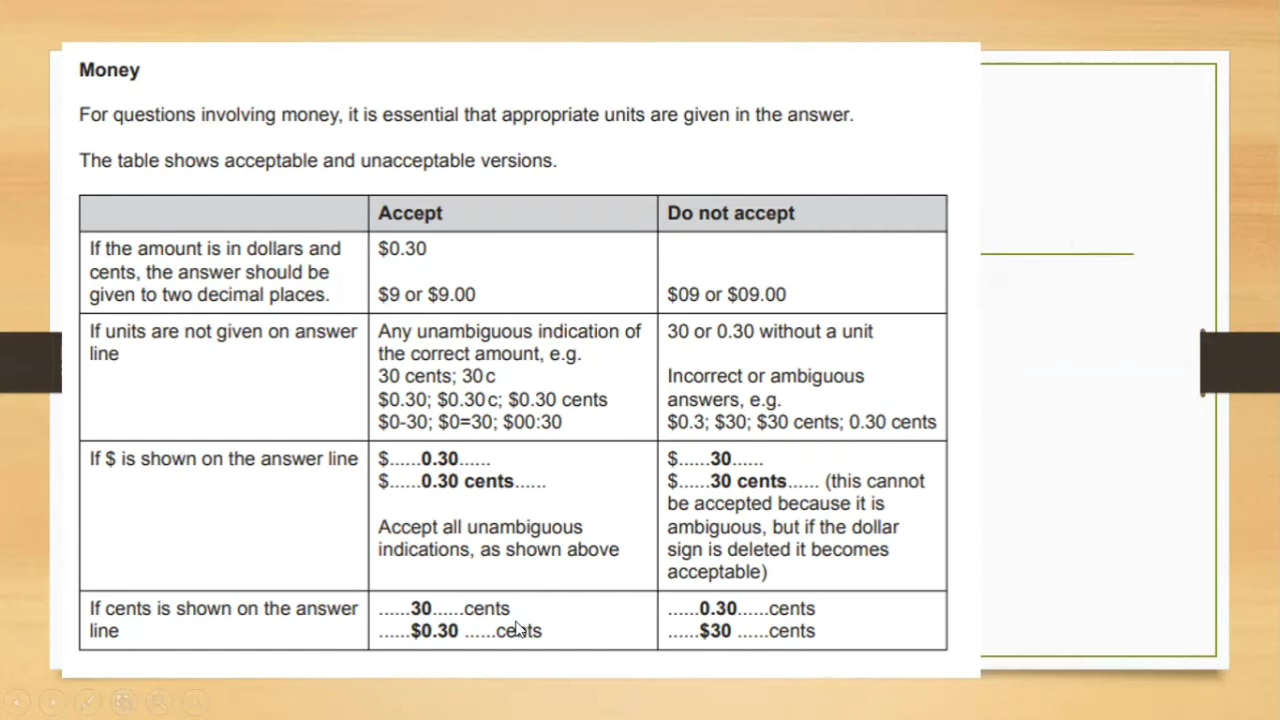 Money
For questions involving money, it is essential that appropriate units are given in the answer.
The table shows acceptable and unacceptable versions.
Accept
Do not accept
If the amount is in dollars and
cents, the answer should be
given to two decimal places.
$0.30
$9 or $9.00
$09 or $09.00
If units are not given on answer
line
Any unambiguous indication of
the correct amount, e.g.
30 cents; 30c
$0.30; $0.30c; $0.30 cents
$0-30; $0=30; $00:30
30 or 0.30 without a unit
Incorrect or ambiguous
answers, e.g.
$0.3; $30; $30 cents; 0.30 cents
If $ is shown on the answer line
$......0.30......
$......0.30 cents......
Accept all unambiguous
indications, as shown above
$......30......
$......30 cents...... (this cannot
be accepted because it is
ambiguous, but if the dollar
sign is deleted it becomes
acceptable)
If cents is shown on the answer
line
......30......cents
......$0.30 ......cents
......0.30......cents
......$30 ......cents